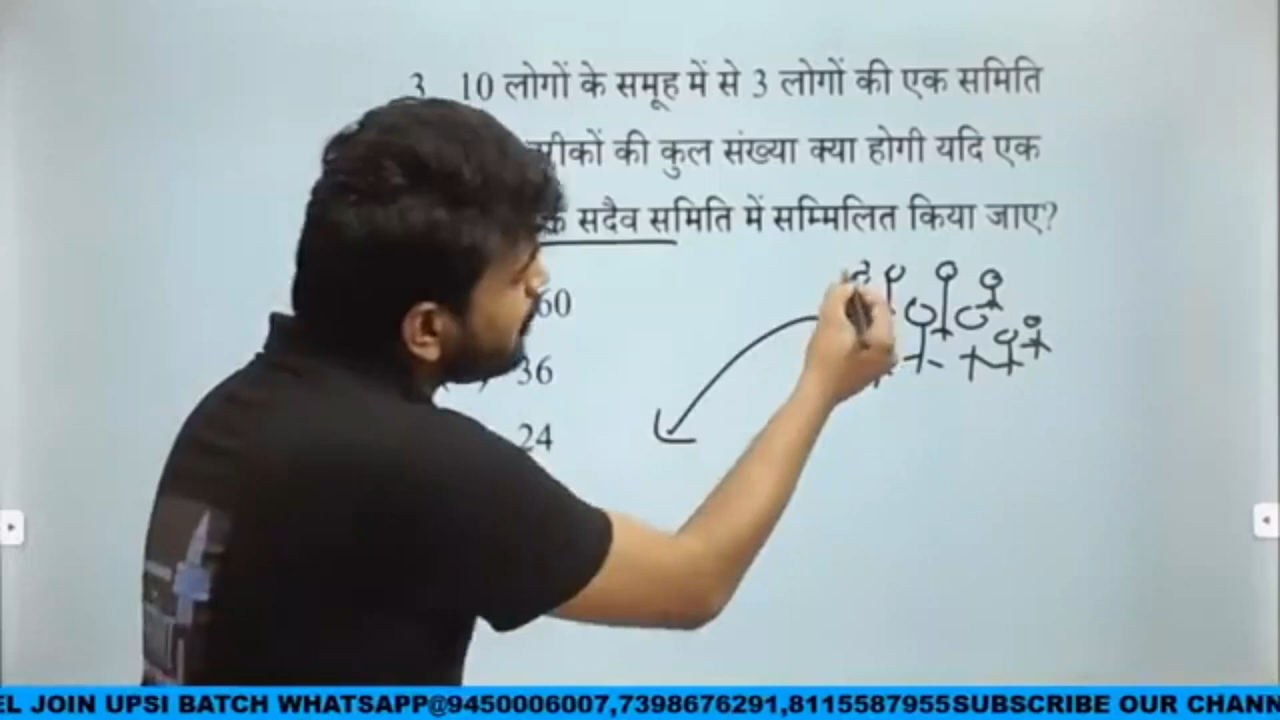 3. 10 लोगों के समूह में से 3 लोगों की एक समिति
की कुल संख्या क्या होगी यदि एक
सदैव समिति में सम्मिलित किया जाए?
60
36
24
EL JOIN UPSI BATCH WHATSAPP@9450006007,7398676291,8115587955SUBSCRIBE OUR CHANN